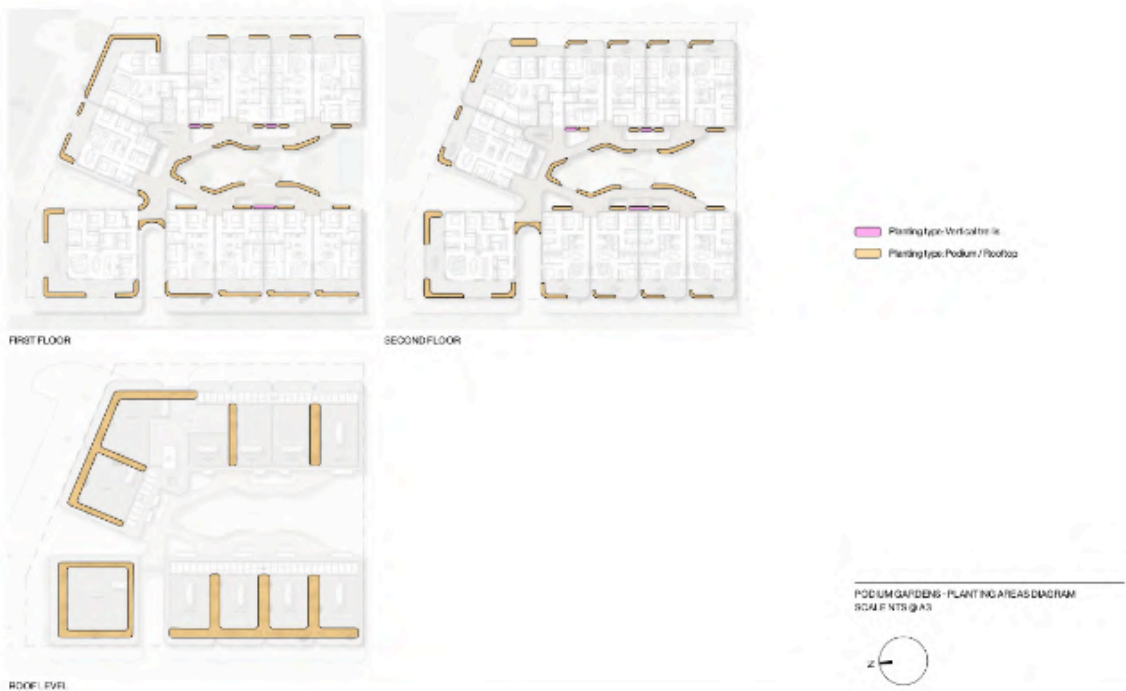 Planting type: Vertical trellis
Planting type: Podium / Rooftop
FIRST FLOOR
SECOND FLOOR
PODIUM GARDENS - PLANTING AREAS DIAGRAM
SCALE NTS @ A3
Z
ROOF LEVEL